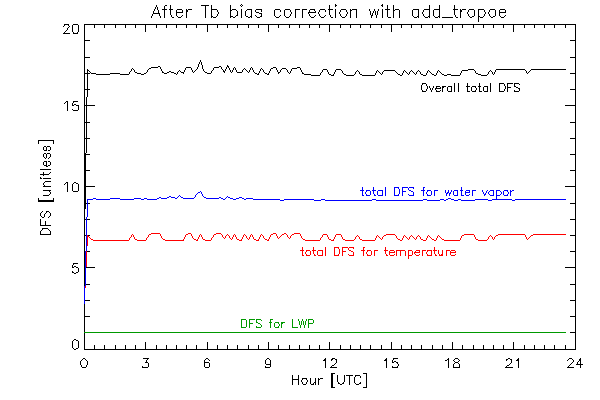 After Tb bias correction with add_tropoe
20
15
10
5
0
DFS [unitless]
Overall total DFS
total DFS for water vapor
total DFS for temperature
DFS for LWP
0 3 6 9 12 15 18 21 24
Hour [UTC]